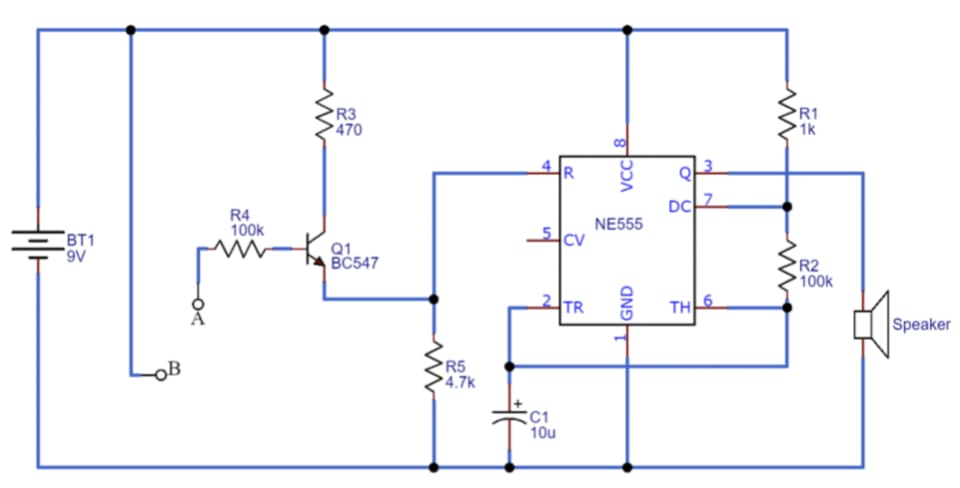 BT1
9V
B
A
R4
100k
R3
470
Q1
BC547
R5
4.7k
4
R
5
CV
2
TR
8
VCC
NE555
GND
1
Q
3
DC
7
TH
6
+
C1
10u
R1
1k
R2
100k
Speaker